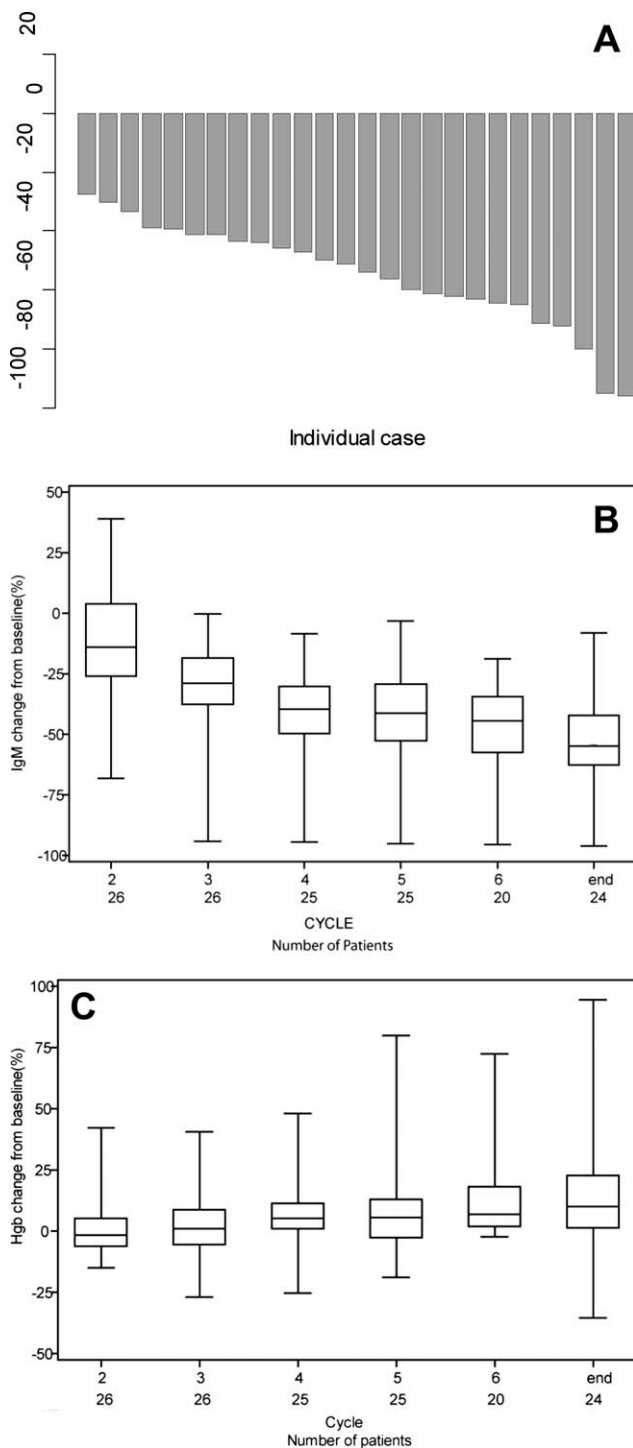 A
20
0
-20
-40
-60
-80
-100
Individual case
B
IgM change from baseline(%)
50
25
0
-25
-50
-75
-100
2 3 4 5 6 end
26 26 25 25 20 24
CYCLE
Number of Patients
C
Hgb change from baseline(%)
100
75
50
25
0
-25
-50
2 3 4 5 6 end
26 26 25 25 20 24
Cycle
Number of patients